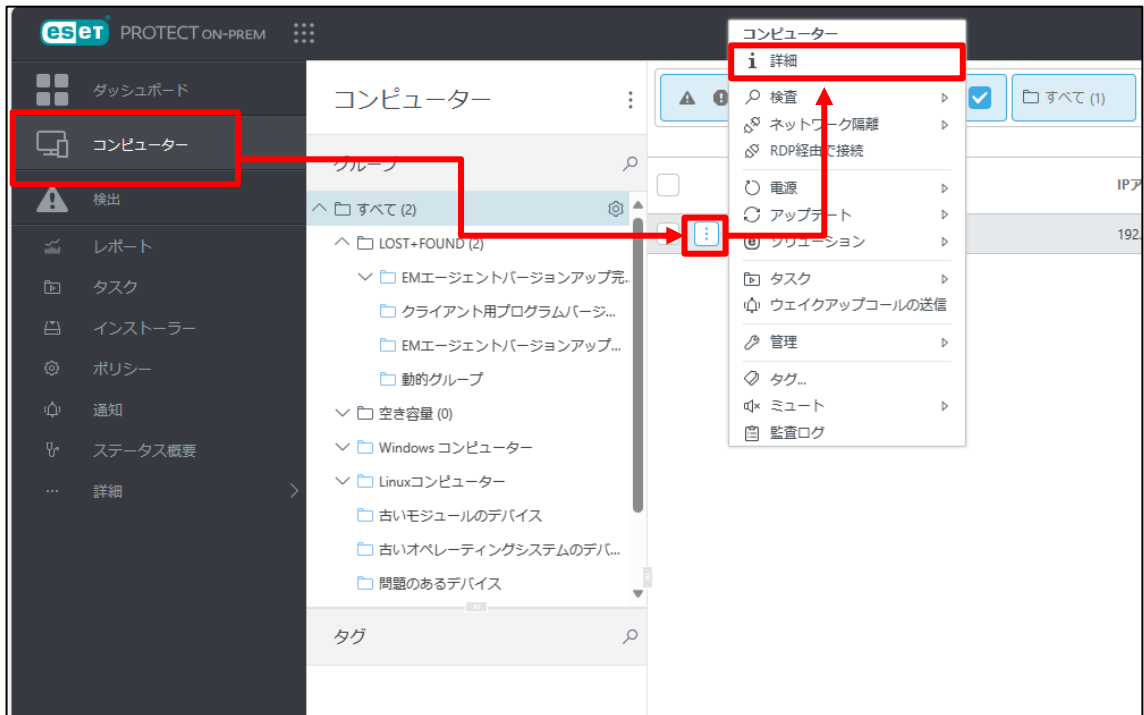 eset PROTECT ON-PREM
ダッシュボード
コンピューター
検出
レポート
タスク
インストーラー
ポリシー
通知
ステータス概要
詳細
コンピューター
グループ
すべて (2)
LOST+FOUND (2)
EMエージェントバージョンアップ完...
クライアント用プログラムバージ...
EMエージェントバージョンアップ...
動的グループ
空き容量 (0)
Windows コンピューター
Linuxコンピューター
古いモジュールのデバイス
古いオペレーティングシステムのデバ...
問題のあるデバイス
タグ
コンピューター
詳細
検査
ネットワーク隔離
RDP経由で接続
電源
アップデート
ソリューション
タスク
ウェイクアップコールの送信
管理
タグ...
ミュート
監査ログ
すべて (1)
IPア
192.